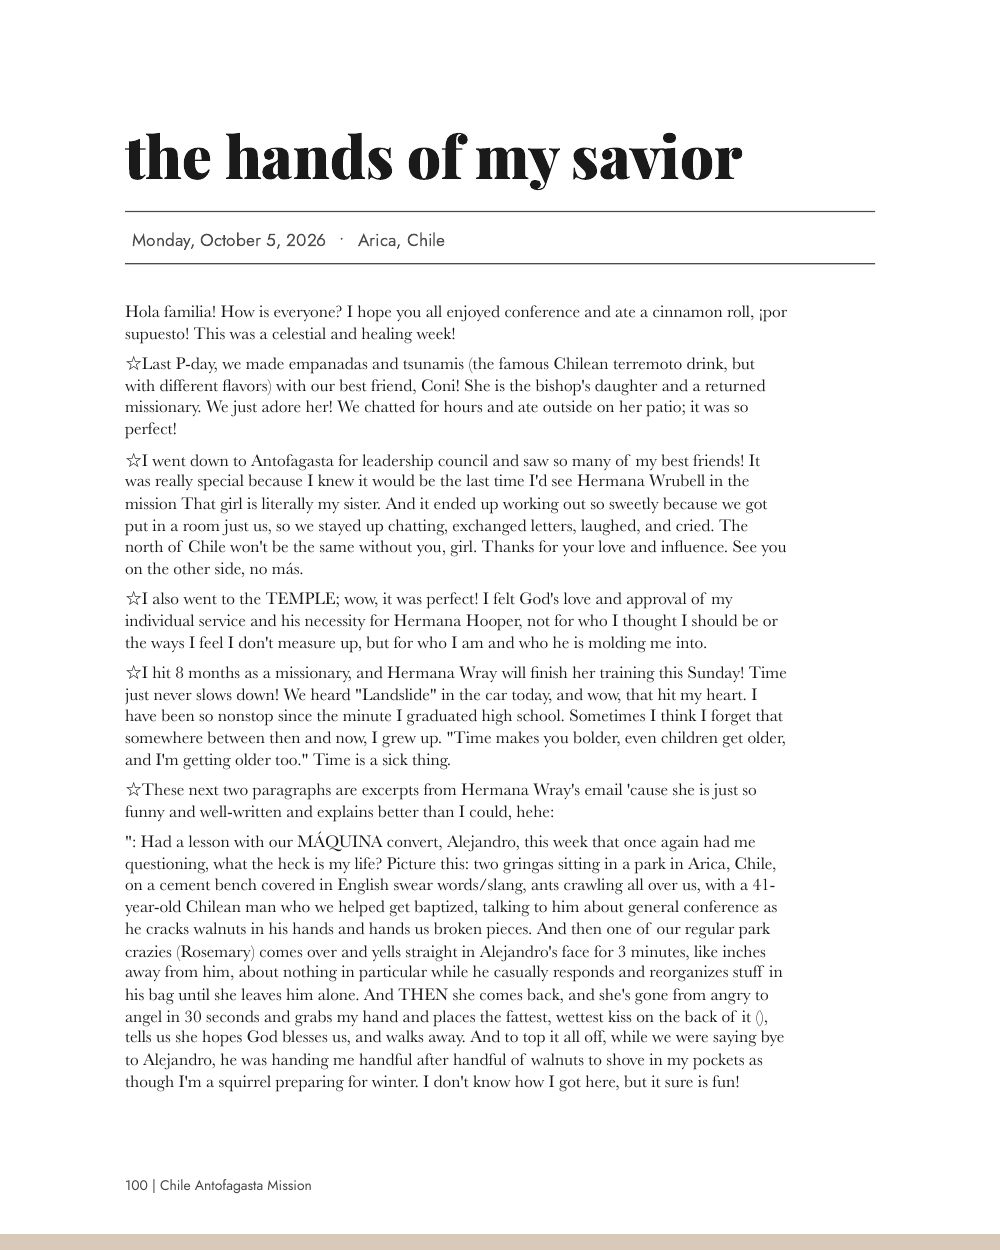 the hands of my savior
Monday, October 5, 2026 · Arica, Chile
Hola familia! How is everyone? I hope you all enjoyed conference and ate a cinnamon roll, ¡por
supuesto! This was a celestial and healing week!
☆Last P-day, we made empanadas and tsunamis (the famous Chilean terremoto drink, but
with different flavors) with our best friend, Coni! She is the bishop's daughter and a returned
missionary. We just adore her! We chatted for hours and ate outside on her patio; it was so
perfect!
☆I went down to Antofagasta for leadership council and saw so many of my best friends! It
was really special because I knew it would be the last time I'd see Hermana Wrubell in the
mission That girl is literally my sister. And it ended up working out so sweetly because we got
put in a room just us, so we stayed up chatting, exchanged letters, laughed, and cried. The
north of Chile won't be the same without you, girl. Thanks for your love and influence. See you
on the other side, no más.
☆I also went to the TEMPLE; wow, it was perfect! I felt God's love and approval of my
individual service and his necessity for Hermana Hooper, not for who I thought I should be or
the ways I feel I don't measure up, but for who I am and who he is molding me into.
☆I hit 8 months as a missionary, and Hermana Wray will finish her training this Sunday! Time
just never slows down! We heard "Landslide" in the car today, and wow, that hit my heart. I
have been so nonstop since the minute I graduated high school. Sometimes I think I forget that
somewhere between then and now, I grew up. "Time makes you bolder, even children get older,
and I'm getting older too." Time is a sick thing.
☆These next two paragraphs are excerpts from Hermana Wray's email 'cause she is just so
funny and well-written and explains better than I could, hehe:
": Had a lesson with our MÁQUINA convert, Alejandro, this week that once again had me
questioning, what the heck is my life? Picture this: two gringas sitting in a park in Arica, Chile,
on a cement bench covered in English swear words/slang, ants crawling all over us, with a 41-
year-old Chilean man who we helped get baptized, talking to him about general conference as
he cracks walnuts in his hands and hands us broken pieces. And then one of our regular park
crazies (Rosemary) comes over and yells straight in Alejandro's face for 3 minutes, like inches
away from him, about nothing in particular while he casually responds and reorganizes stuff in
his bag until she leaves him alone. And THEN she comes back, and she's gone from angry to
angel in 30 seconds and grabs my hand and places the fattest, wettest kiss on the back of it (),
tells us she hopes God blesses us, and walks away. And to top it all off, while we were saying bye
to Alejandro, he was handing me handful after handful of walnuts to shove in my pockets as
though I'm a squirrel preparing for winter. I don't know how I got here, but it sure is fun!
100 | Chile Antofagasta Mission